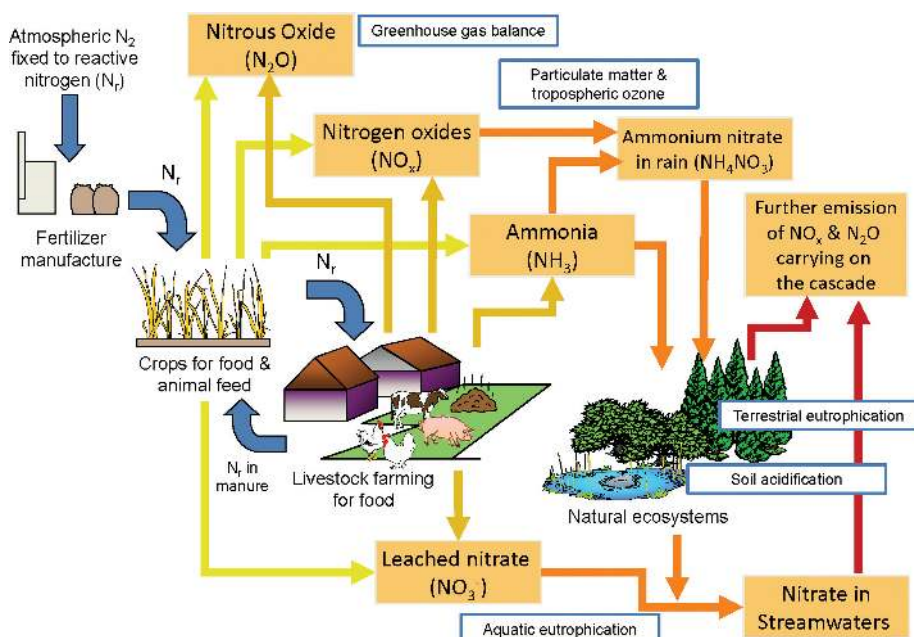 Atmospheric N₂
fixed to reactive
nitrogen (Nᵣ)
Nitrous Oxide
(N₂O)
Greenhouse gas balance
Particulate matter &
tropospheric ozone
Nitrogen oxides
(NOₓ)
Ammonium nitrate
in rain (NH₄NO₃)
Nᵣ
Fertilizer
manufacture
Ammonia
(NH₃)
Further emission
of NOₓ & N₂O
carrying on
the cascade
Nᵣ
Crops for food &
animal feed
Terrestrial eutrophication
Soil acidification
Nᵣ in
manure
Livestock farming
for food
Natural ecosystems
Leached nitrate
(NO₃⁻)
Nitrate in
Streamwaters
Aquatic eutrophication